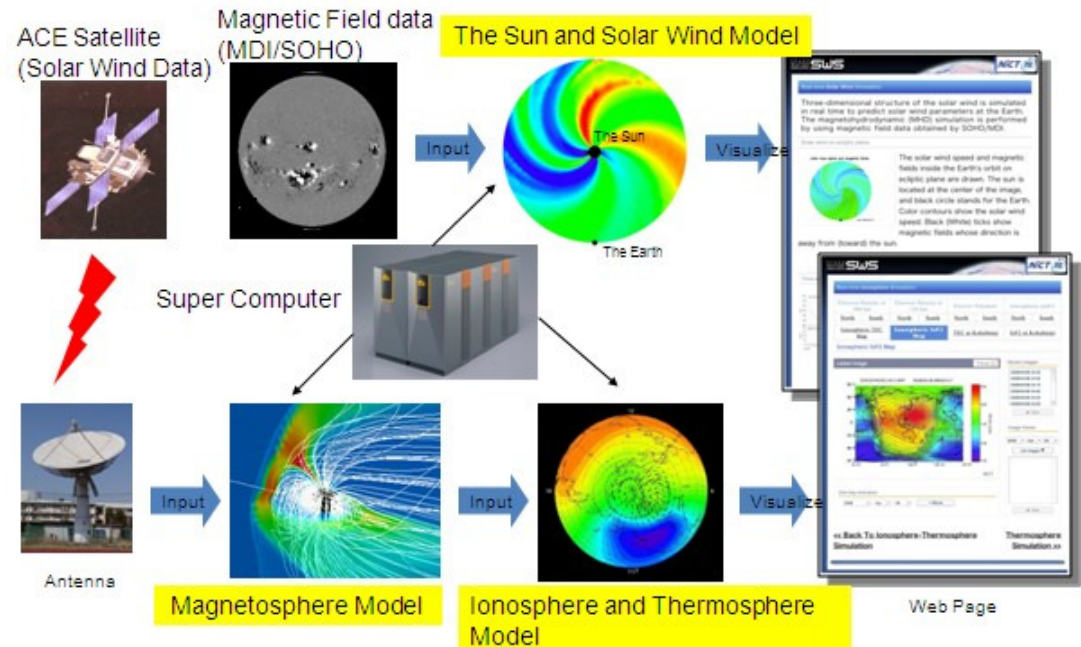 ACE Satellite
(Solar Wind Data)
Magnetic Field data
(MDI/SOHO)
The Sun and Solar Wind Model
Input
The Sun
The Earth
Visualize
SWS
NICT
Three-dimensional structure of the solar wind is simulated
in real time to predict solar wind parameters at the Earth.
The magnetohydrodynamic (MHD) simulation is performed
by using magnetic field data obtained by SOHO/MDI.
The solar wind speed and magnetic
fields inside the Earth's orbit on
ecliptic plane are drawn. The sun is
located at the center of the image,
and black circle stands for the Earth.
Color contours show the solar wind
speed. Back (White) ticks show
magnetic fields whose direction is
away from (toward) the sun.
Super Computer
Antenna
Input
Magnetosphere Model
Input
Ionosphere and Thermosphere
Model
Visualize
SWS
NICT
<< Back To Ionosphere-Thermosphere
Simulation
Thermosphere
Simulation >>
Web Page